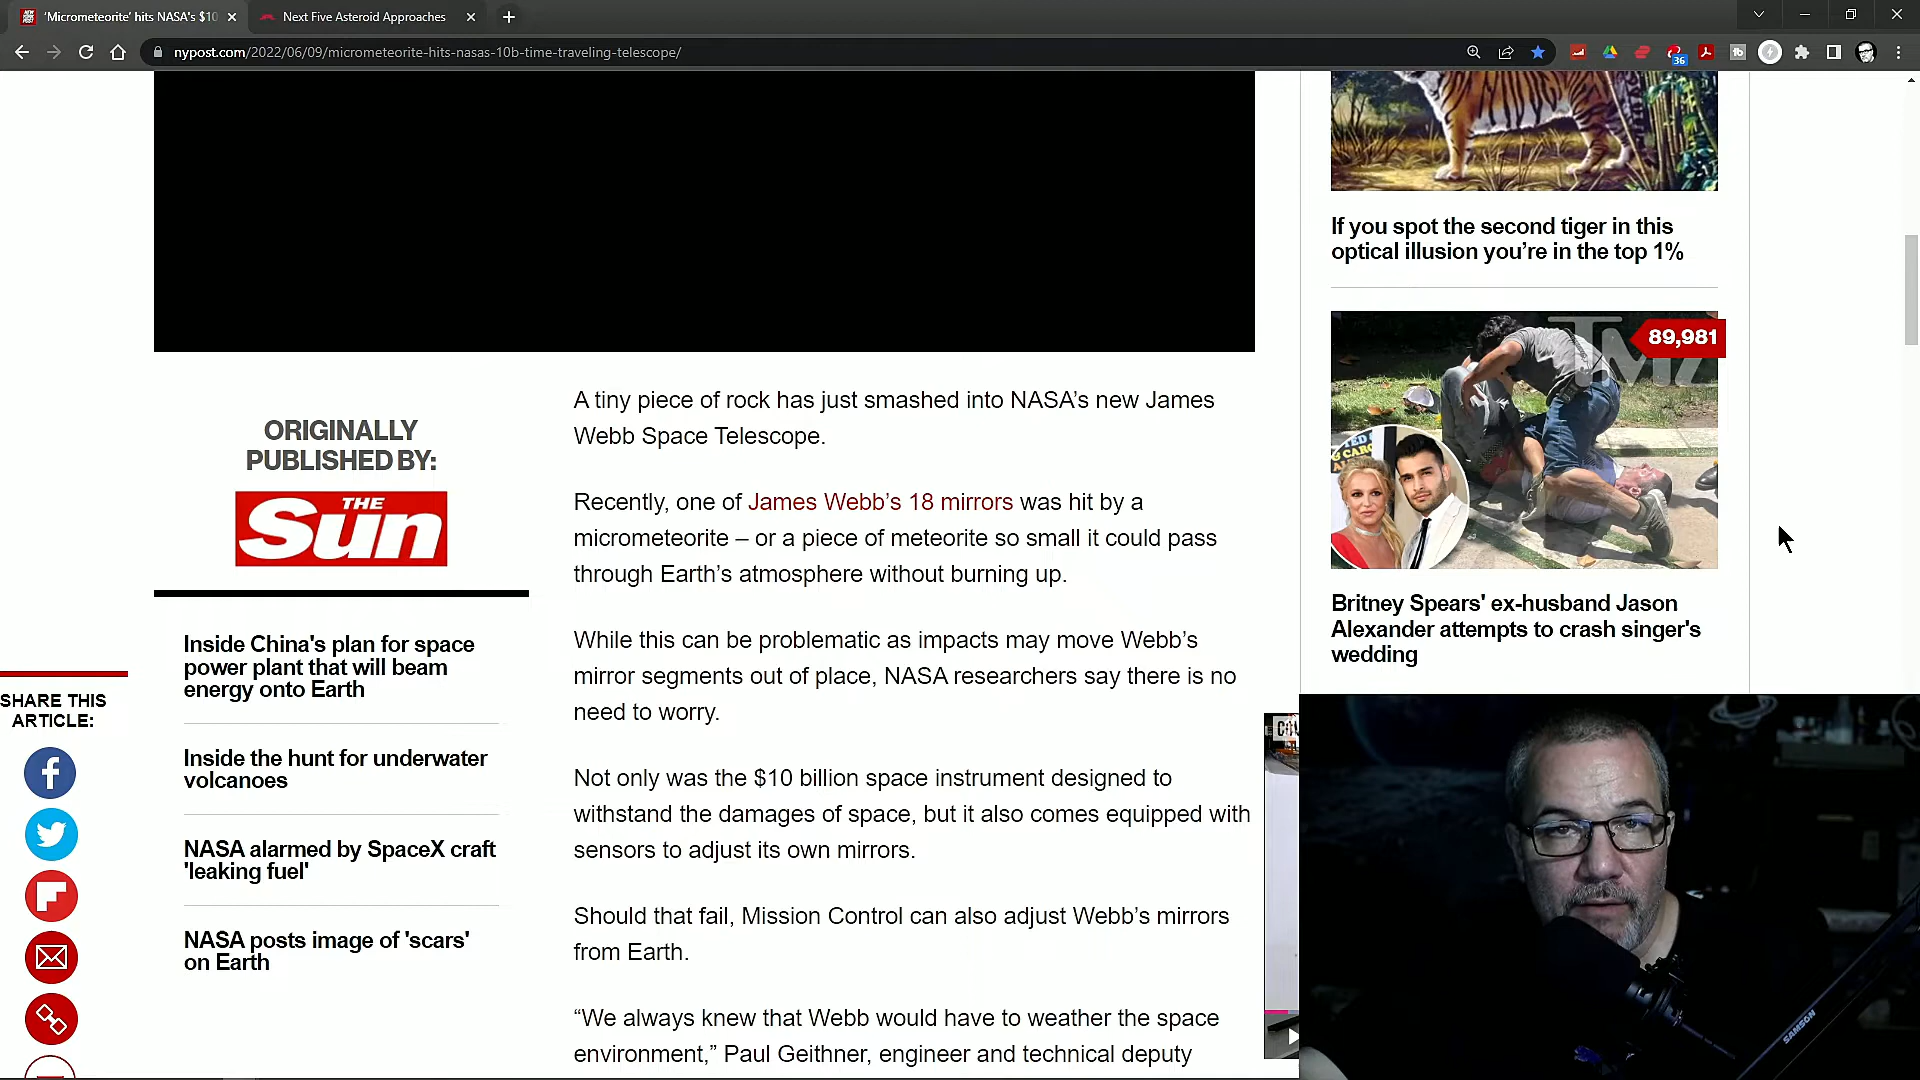 'Micrometeorite' hits NASA's $10
Next Five Asteroid Approaches
nypost.com/2022/06/09/micrometeorite-hits-nasas-10b-time-traveling-telescope/
36
If you spot the second tiger in this
optical illusion you're in the top 1%
TMZ
89,981
Britney Spears' ex-husband Jason
Alexander attempts to crash singer's
wedding
ORIGINALLY
PUBLISHED BY:
THE
Sun
Inside China's plan for space
power plant that will beam
energy onto Earth
Inside the hunt for underwater
volcanoes
NASA alarmed by SpaceX craft
'leaking fuel'
NASA posts image of 'scars'
on Earth
SHARE THIS
ARTICLE:
A tiny piece of rock has just smashed into NASA’s new James
Webb Space Telescope.
Recently, one of James Webb’s 18 mirrors was hit by a
micrometeorite – or a piece of meteorite so small it could pass
through Earth’s atmosphere without burning up.
While this can be problematic as impacts may move Webb’s
mirror segments out of place, NASA researchers say there is no
need to worry.
Not only was the $10 billion space instrument designed to
withstand the damages of space, but it also comes equipped with
sensors to adjust its own mirrors.
Should that fail, Mission Control can also adjust Webb’s mirrors
from Earth.
“We always knew that Webb would have to weather the space
environment,” Paul Geithner, engineer and technical deputy
SAMSON